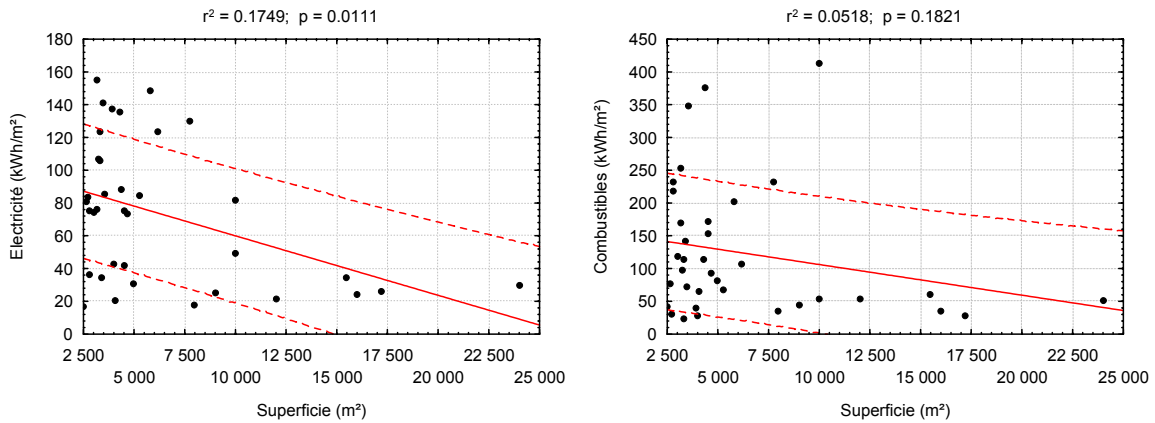 r² = 0.1749;  p = 0.0111
180
160
140
120
100
80
60
40
20
0
Electricité (kWh/m²)
2 500 7 500 12 500 17 500 22 500
5 000 10 000 15 000 20 000 25 000
Superficie (m²)
r² = 0.0518;  p = 0.1821
450
400
350
300
250
200
150
100
50
0
Combustibles (kWh/m²)
2 500 7 500 12 500 17 500 22 500
5 000 10 000 15 000 20 000 25 000
Superficie (m²)